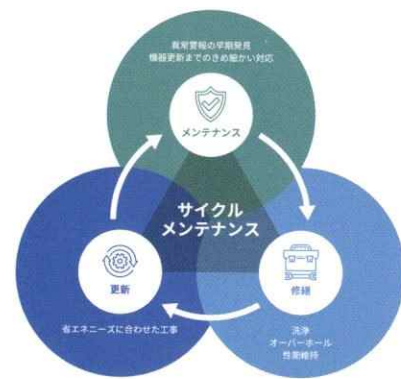 異常警報の早期発見
機器更新までのきめ細かい対応
メンテナンス
サイクル
メンテナンス
更新
修繕
省エネニーズに合わせた工事
洗浄
オーバーホール
性能維持